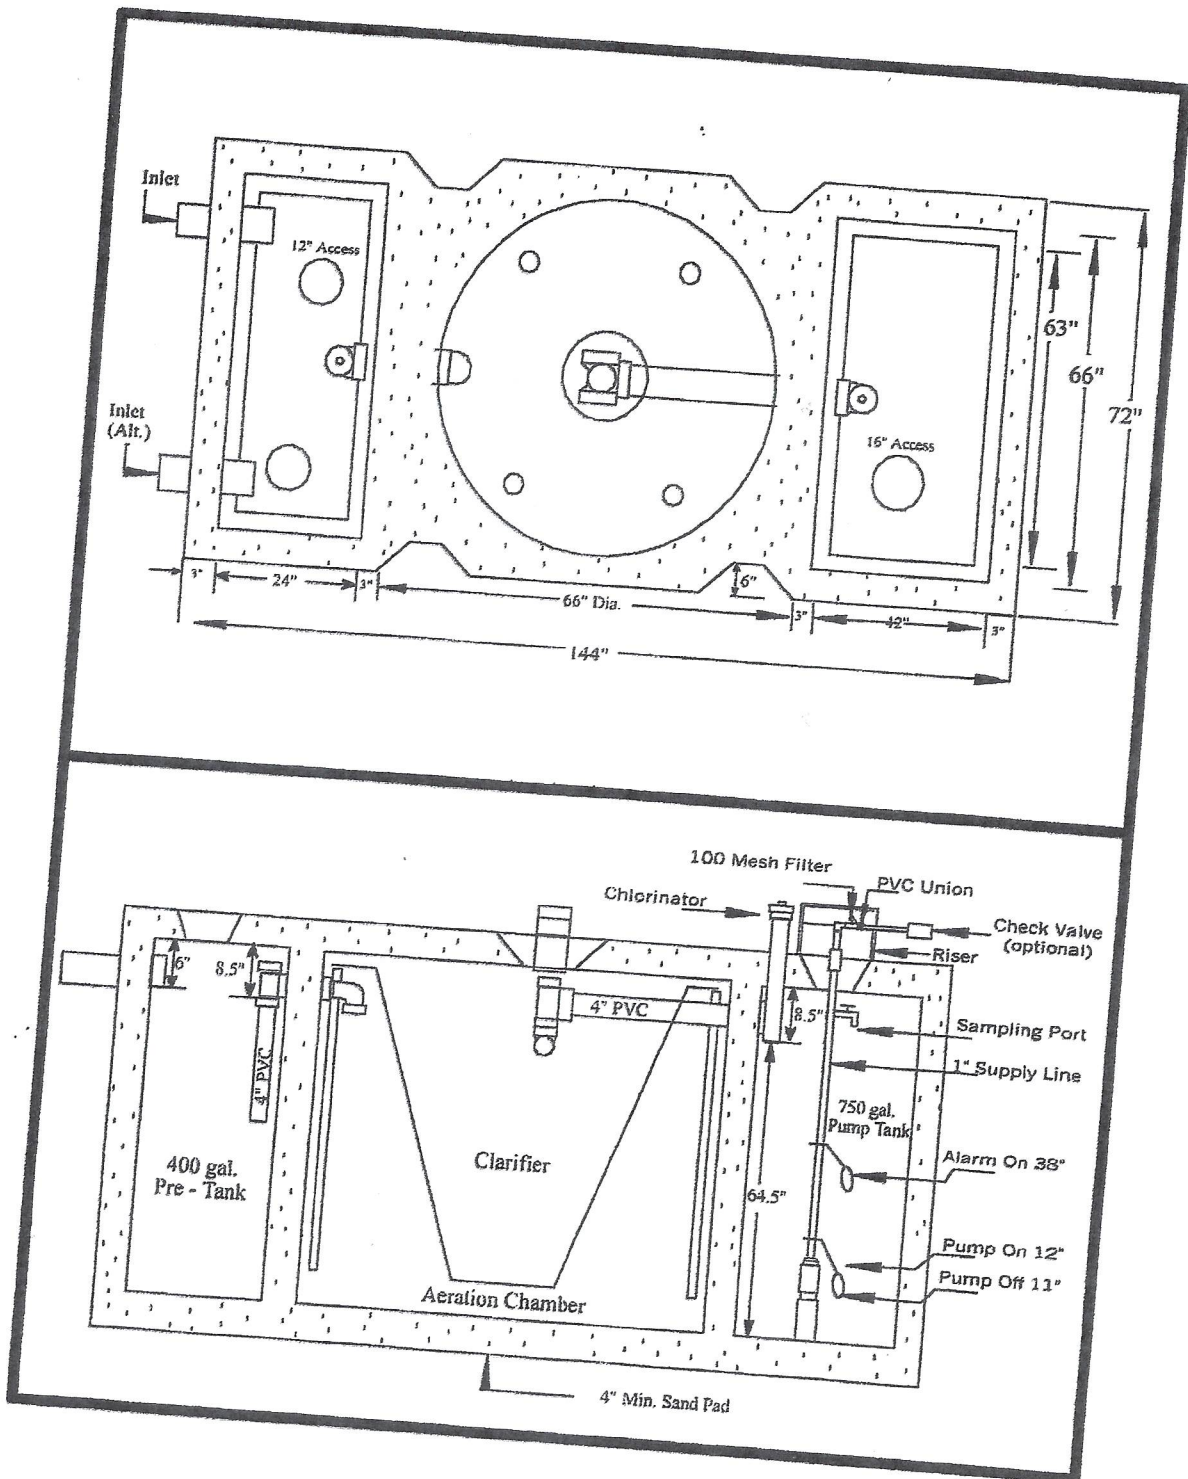 Inlet
12" Access
Inlet
(Alt.)
16" Access
63"
66"
72"
3"
24"
3"
66" Dia.
6"
3"
42"
3"
144"
100 Mesh Filter
PVC Union
Chlorinator
Check Valve
(optional)
Riser
6"
8.5"
4" PVC
4" PVC
8.5"
Sampling Port
1" Supply Line
750 gal.
Pump Tank
Alarm On 38"
400 gal.
Pre - Tank
Clarifier
64.5"
Pump On 12"
Pump Off 11"
Aeration Chamber
4" Min. Sand Pad